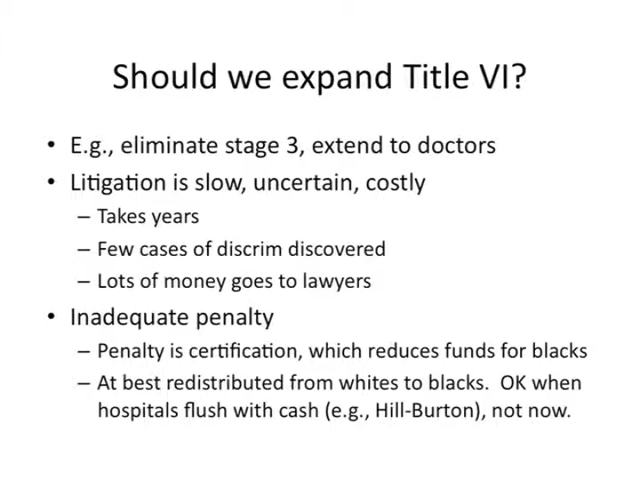 Should we expand Title VI?
• E.g., eliminate stage 3, extend to doctors
• Litigation is slow, uncertain, costly
– Takes years
– Few cases of discrim discovered
– Lots of money goes to lawyers
• Inadequate penalty
– Penalty is certification, which reduces funds for blacks
– At best redistributed from whites to blacks.  OK when
hospitals flush with cash (e.g., Hill-Burton), not now.